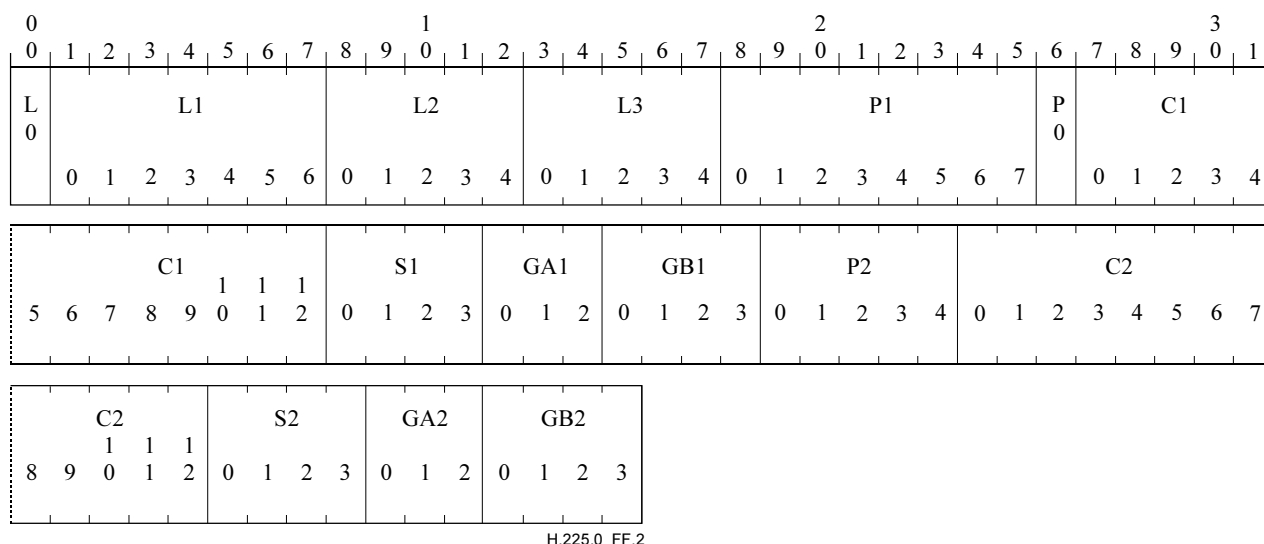 0 1 2 3
0 1 2 3 4 5 6 7 8 9 0 1 2 3 4 5 6 7 8 9 0 1 2 3 4 5 6 7 8 9 0 1
L L1 L2 L3 P1 P C1
0 0
0 1 2 3 4 5 6 0 1 2 3 4 0 1 2 3 4 0 1 2 3 4 5 6 7 0 1 2 3 4
C1 S1 GA1 GB1 P2 C2
1 1 1
5 6 7 8 9 0 1 2 0 1 2 3 0 1 2 0 1 2 3 0 1 2 3 4 0 1 2 3 4 5 6 7
C2 S2 GA2 GB2
1 1 1
8 9 0 1 2 0 1 2 3 0 1 2 0 1 2 3
H.225.0_FF.2